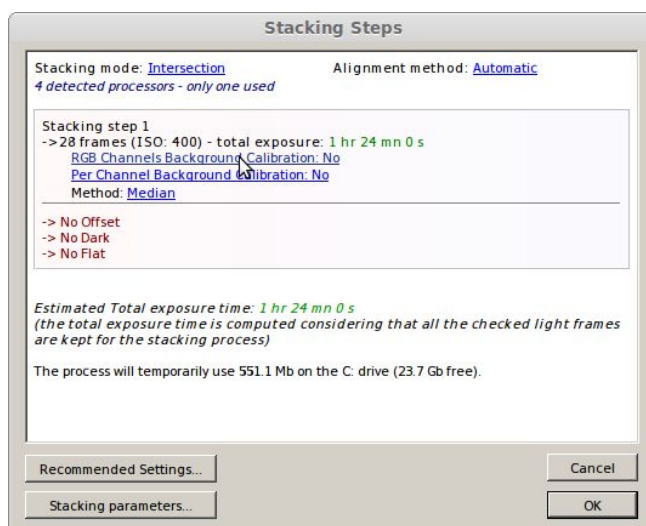 Stacking Steps
Stacking mode: Intersection Alignment method: Automatic
4 detected processors - only one used
Stacking step 1
->28 frames (ISO: 400) - total exposure: 1 hr 24 mn 0 s
RGB Channels Background Calibration: No
Per Channel Background Calibration: No
Method: Median
-> No Offset
-> No Dark
-> No Flat
Estimated Total exposure time: 1 hr 24 mn 0 s
(the total exposure time is computed considering that all the checked light frames
are kept for the stacking process)
The process will temporarily use 551.1 Mb on the C: drive (23.7 Gb free).
Recommended Settings... Cancel
Stacking parameters... OK